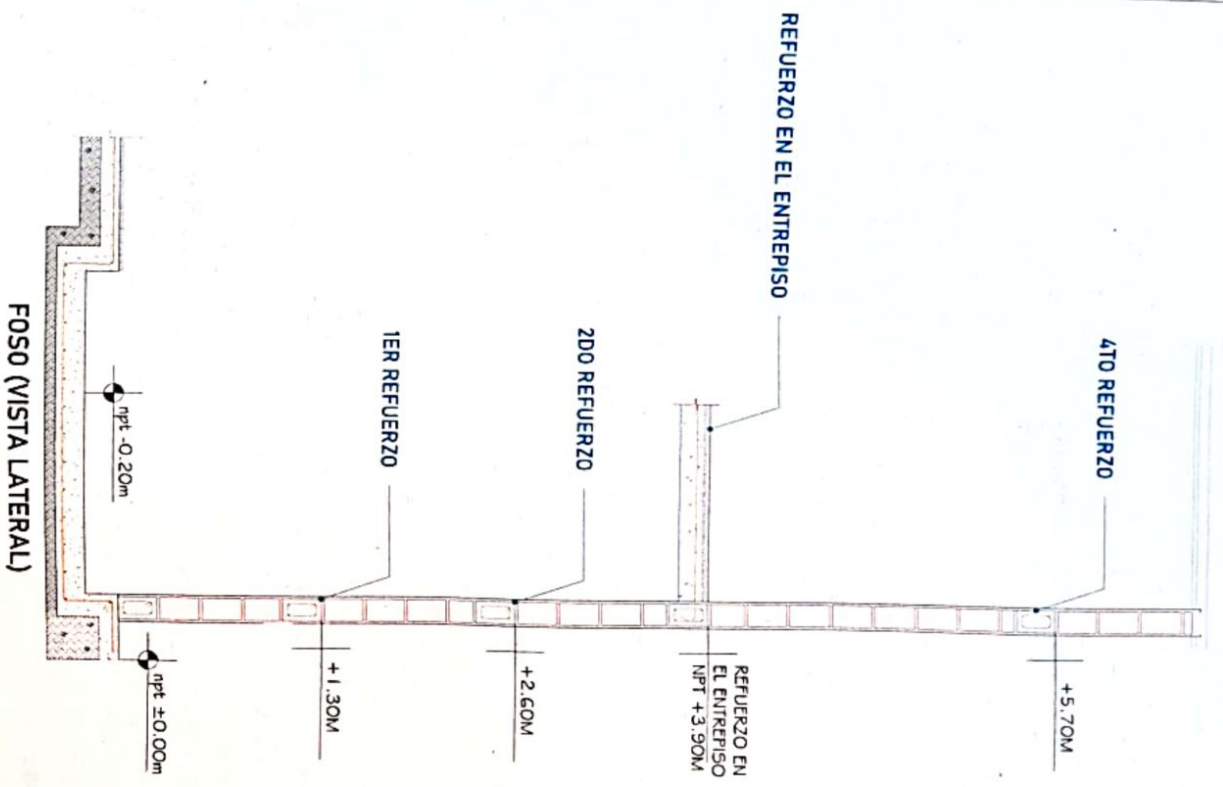 4TO REFUERZO
+5.70M
REFUERZO EN EL ENTREPISO
REFUERZO EN
EL ENTREPISO
NPT +3.90M
2DO REFUERZO
+2.60M
1ER REFUERZO
+1.30M
npt -0.20m
npt ±0.00m
FOSO (VISTA LATERAL)